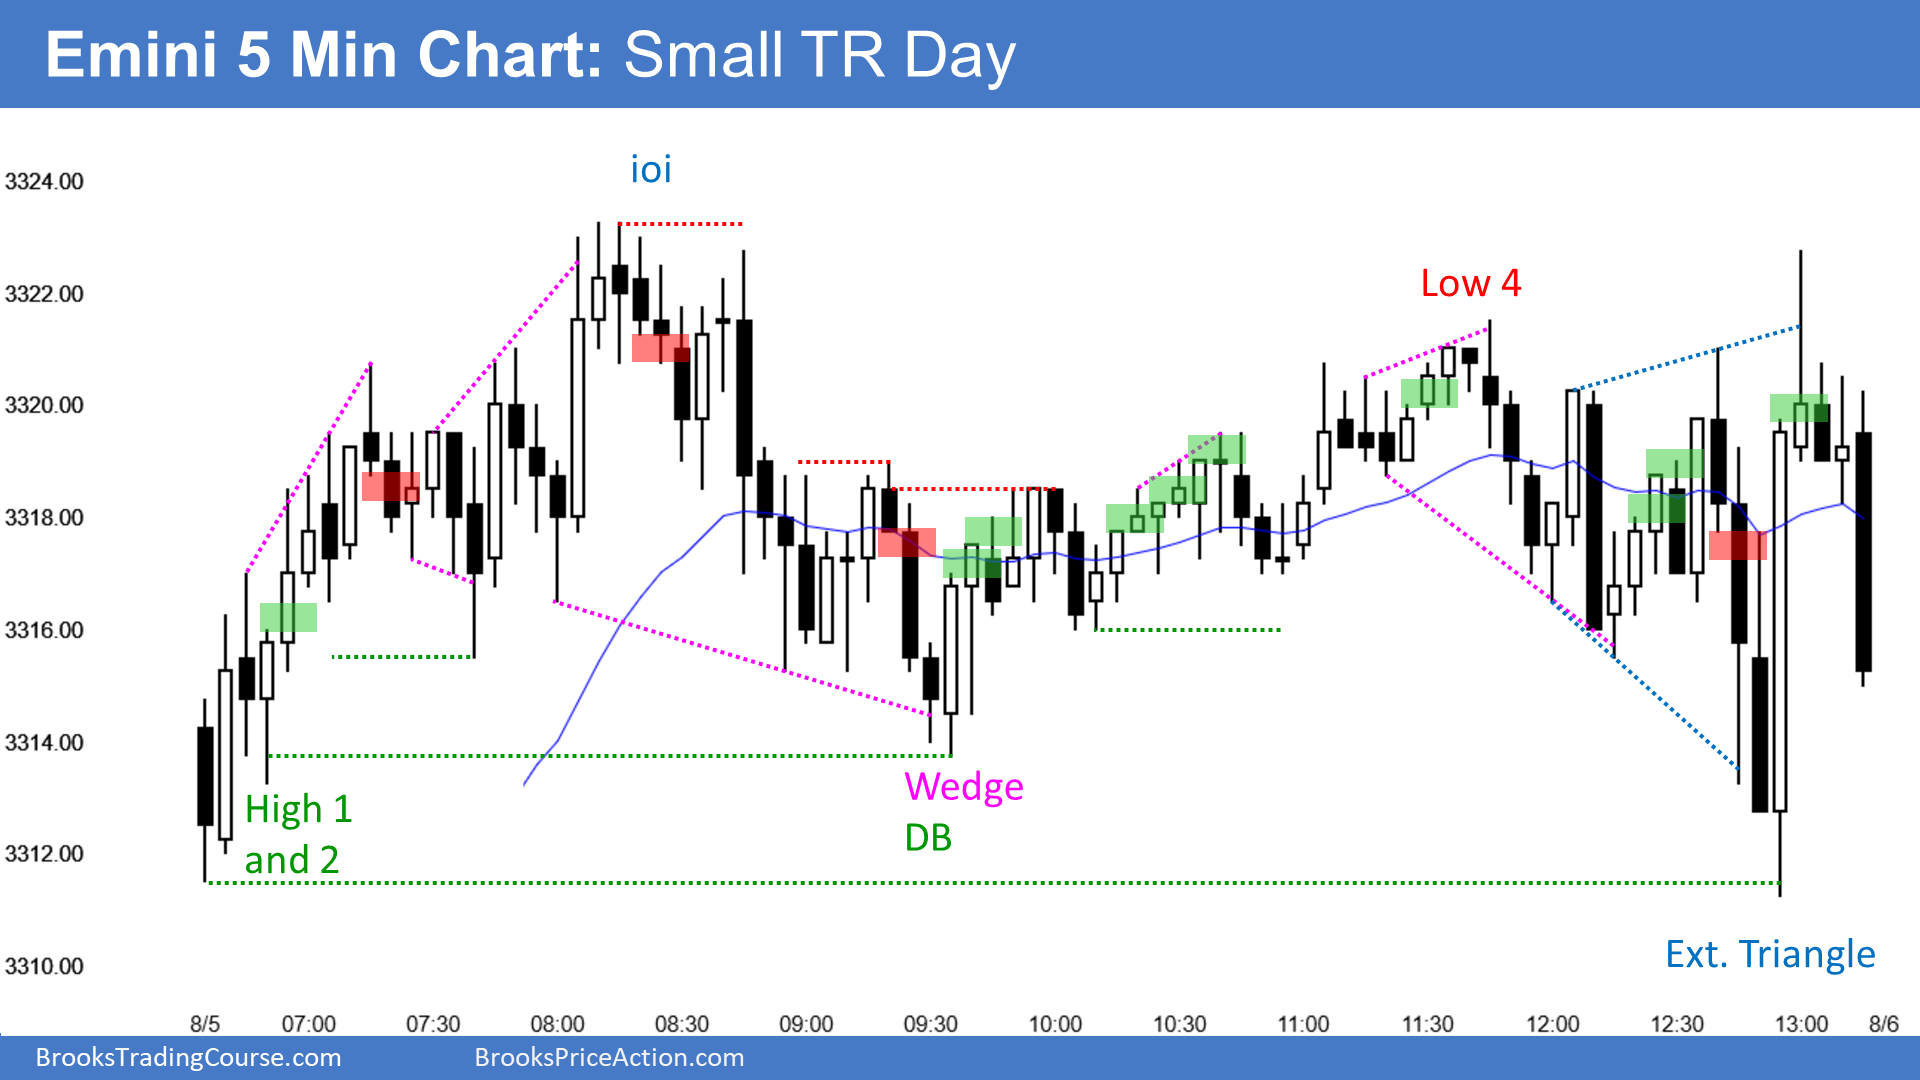 Emini 5 Min Chart: Small TR Day
ioi
3324.00
Low 4
3322.00
3320.00
3318.00
3316.00
3314.00
Wedge
High 1
DB
3312.00
and 2
Ext. Triangle
3310.00
8/5 07:00 07:30 08:00 08:30 09:00 09:30 10:00 10:30 11:00 11:30 12:00 12:30 13:00 8/6
BrooksTradingCourse.com BrooksPriceAction.com